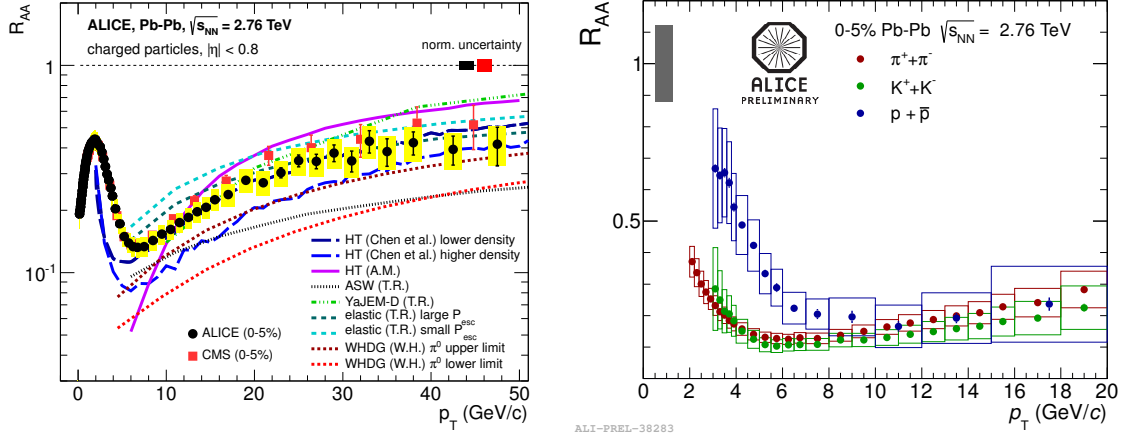 R_AA
ALICE, Pb-Pb, √s_NN = 2.76 TeV
charged particles, |η| < 0.8
norm. uncertainty
1
10^-1
HT (Chen et al.) lower density
HT (Chen et al.) higher density
HT (A.M.)
ASW (T.R.)
YaJEM-D (T.R.)
elastic (T.R.) large P_esc
elastic (T.R.) small P_esc
WHDG (W.H.) π^0 upper limit
WHDG (W.H.) π^0 lower limit
ALICE (0-5%)
CMS (0-5%)
0 10 20 30 40 50
p_T (GeV/c)
R_AA
0-5% Pb-Pb √s_NN = 2.76 TeV
π^+ + π^-
K^+ + K^-
p + p̅
ALICE
PRELIMINARY
1
0.5
0 2 4 6 8 10 12 14 16 18 20
p_T (GeV/c)
ALI-PREL-38283